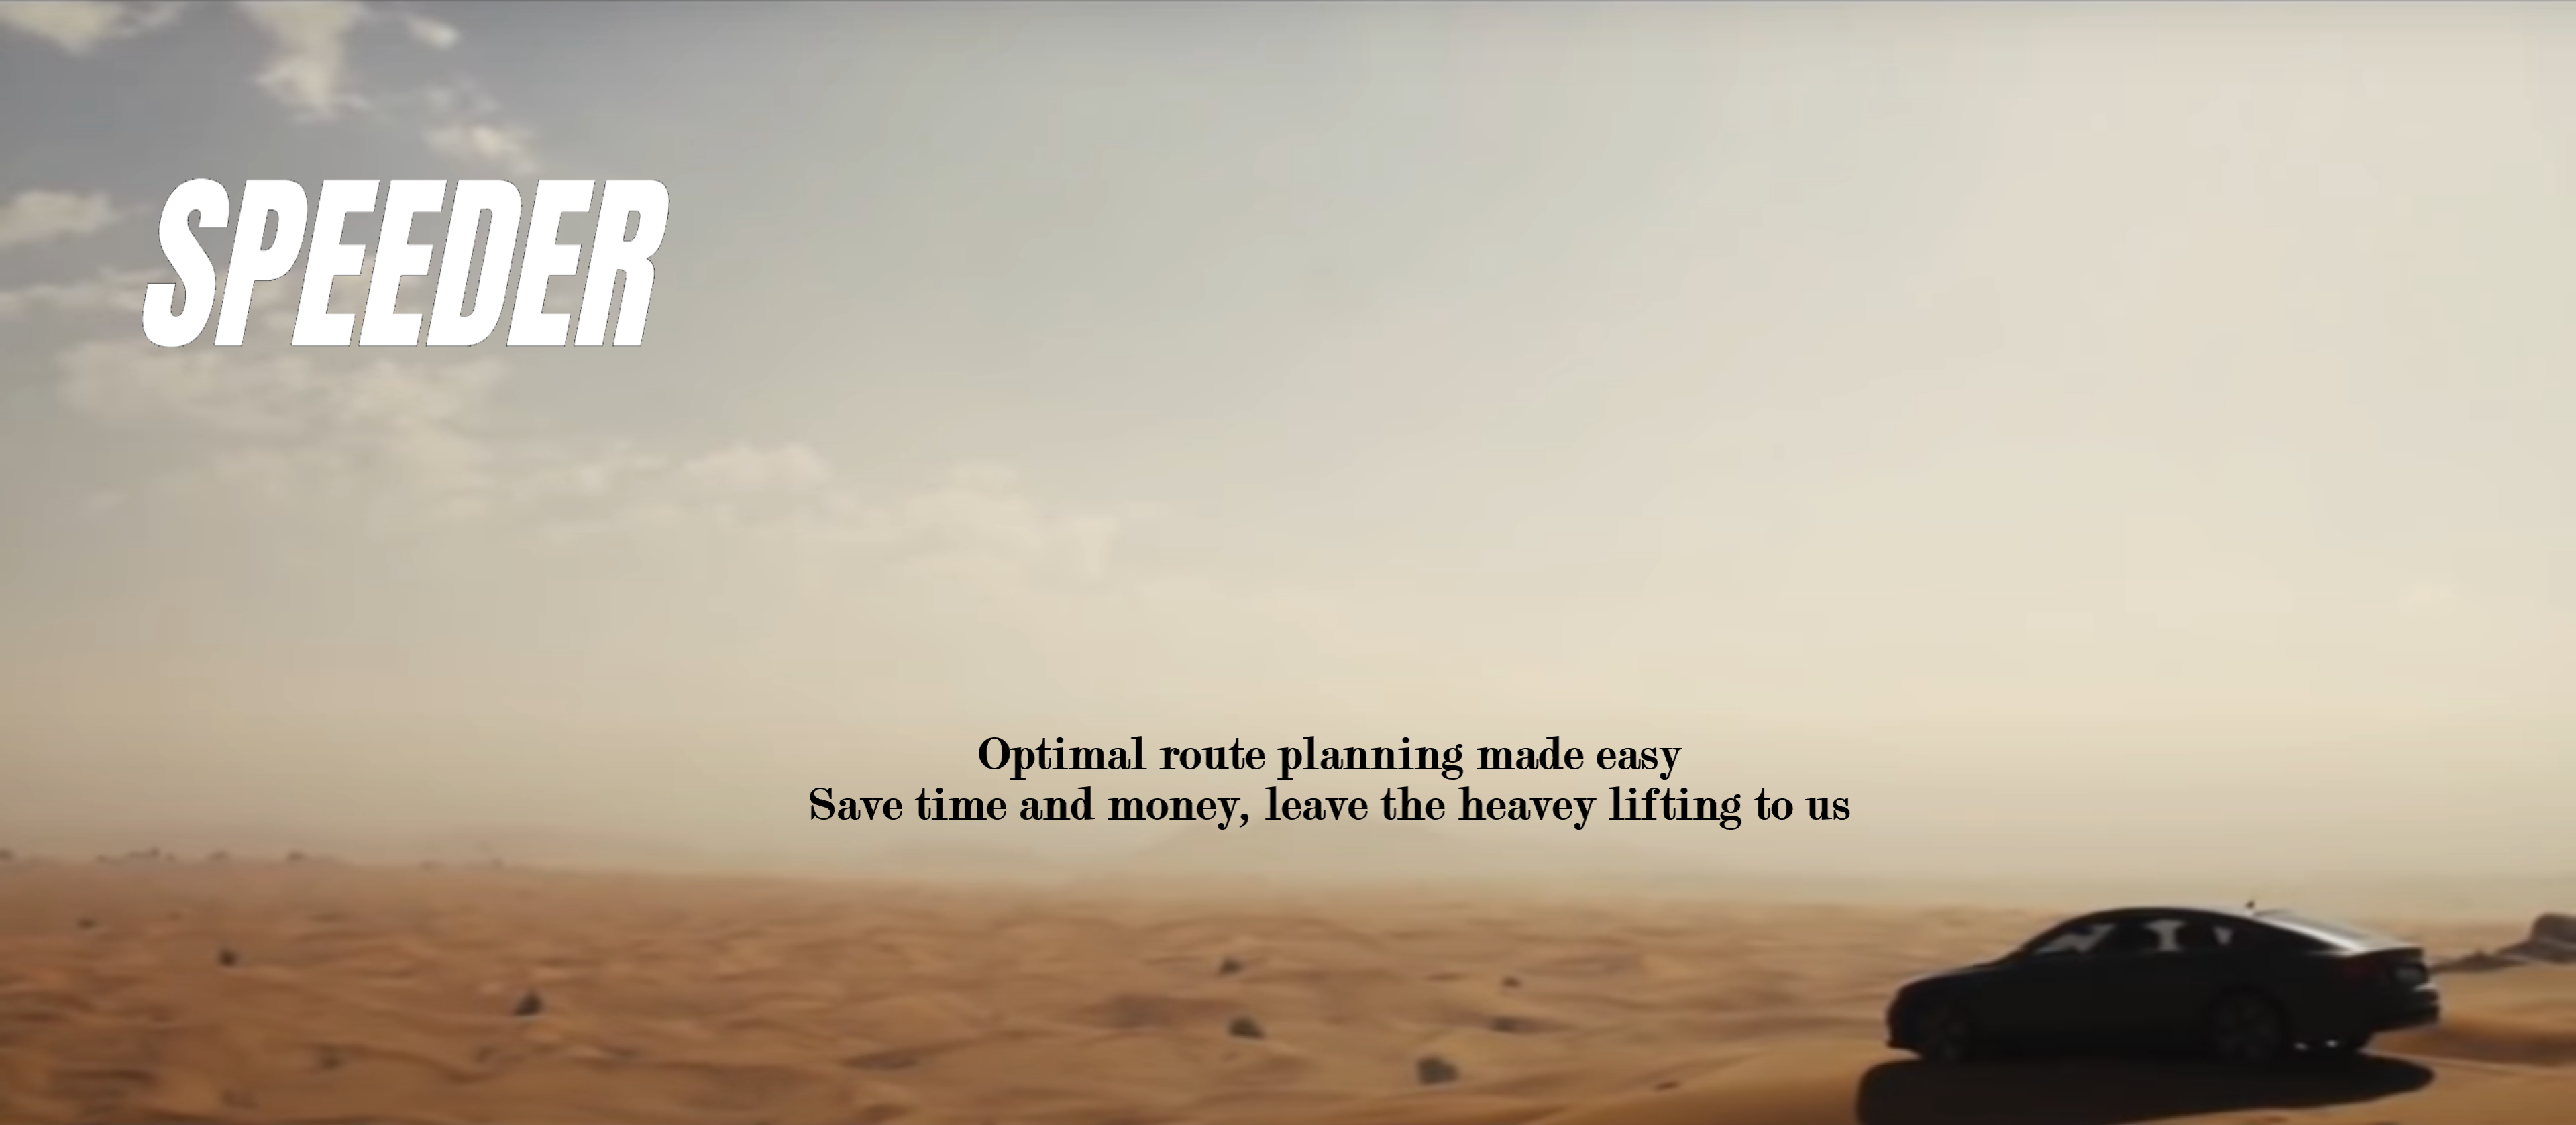 SPEEDER
Optimal route planning made easy
Save time and money, leave the heavey lifting to us